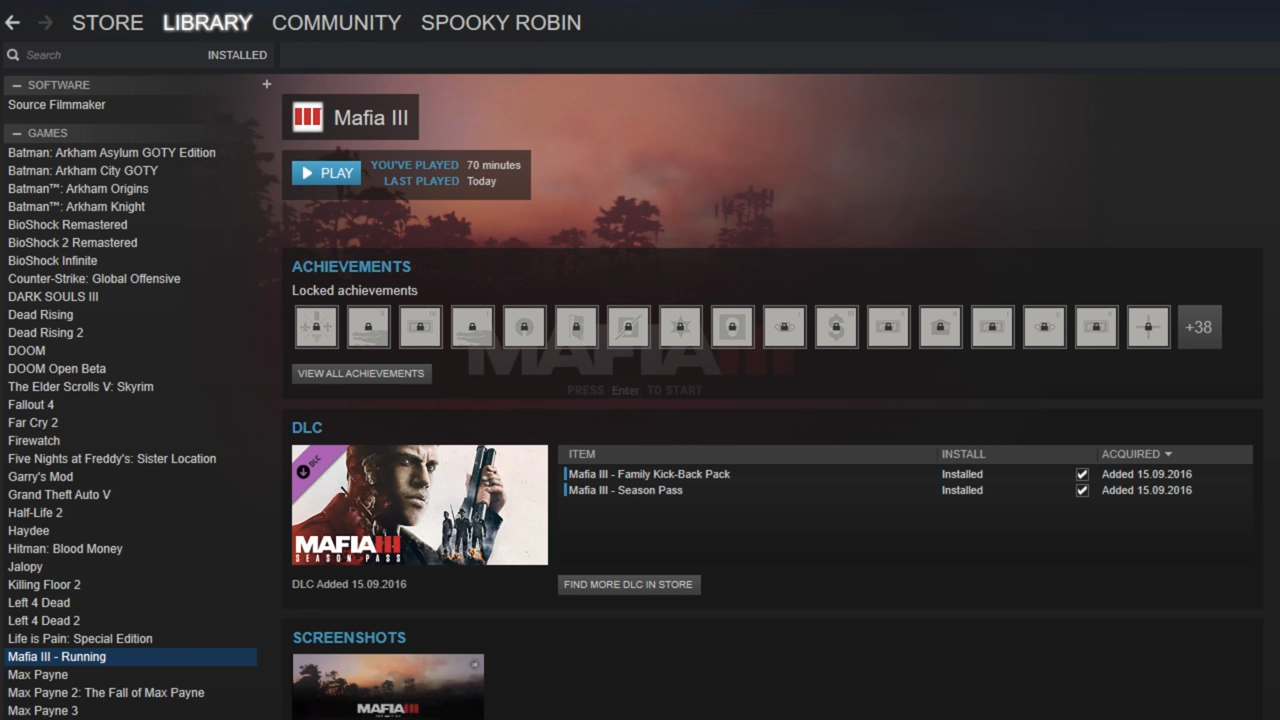 STORE LIBRARY COMMUNITY SPOOKY ROBIN
Search INSTALLED
— SOFTWARE +
Source Filmmaker
— GAMES
Batman: Arkham Asylum GOTY Edition
Batman: Arkham City GOTY
Batman™: Arkham Origins
Batman™: Arkham Knight
BioShock Remastered
BioShock 2 Remastered
BioShock Infinite
Counter-Strike: Global Offensive
DARK SOULS III
Dead Rising
Dead Rising 2
DOOM
DOOM Open Beta
The Elder Scrolls V: Skyrim
Fallout 4
Far Cry 2
Firewatch
Five Nights at Freddy's: Sister Location
Garry's Mod
Grand Theft Auto V
Half-Life 2
Haydee
Hitman: Blood Money
Jalopy
Killing Floor 2
Left 4 Dead
Left 4 Dead 2
Life is Pain: Special Edition
Mafia III - Running
Max Payne
Max Payne 2: The Fall of Max Payne
Max Payne 3
Mafia III
PLAY
YOU'VE PLAYED 70 minutes
LAST PLAYED Today
ACHIEVEMENTS
Locked achievements
+38
MAFIA III
PRESS Enter TO START
VIEW ALL ACHIEVEMENTS
DLC
DLC
MAFIA III
SEASON PASS
DLC Added 15.09.2016
ITEM INSTALL ACQUIRED
Mafia III - Family Kick-Back Pack Installed Added 15.09.2016
Mafia III - Season Pass Installed Added 15.09.2016
FIND MORE DLC IN STORE
SCREENSHOTS
MAFIA III